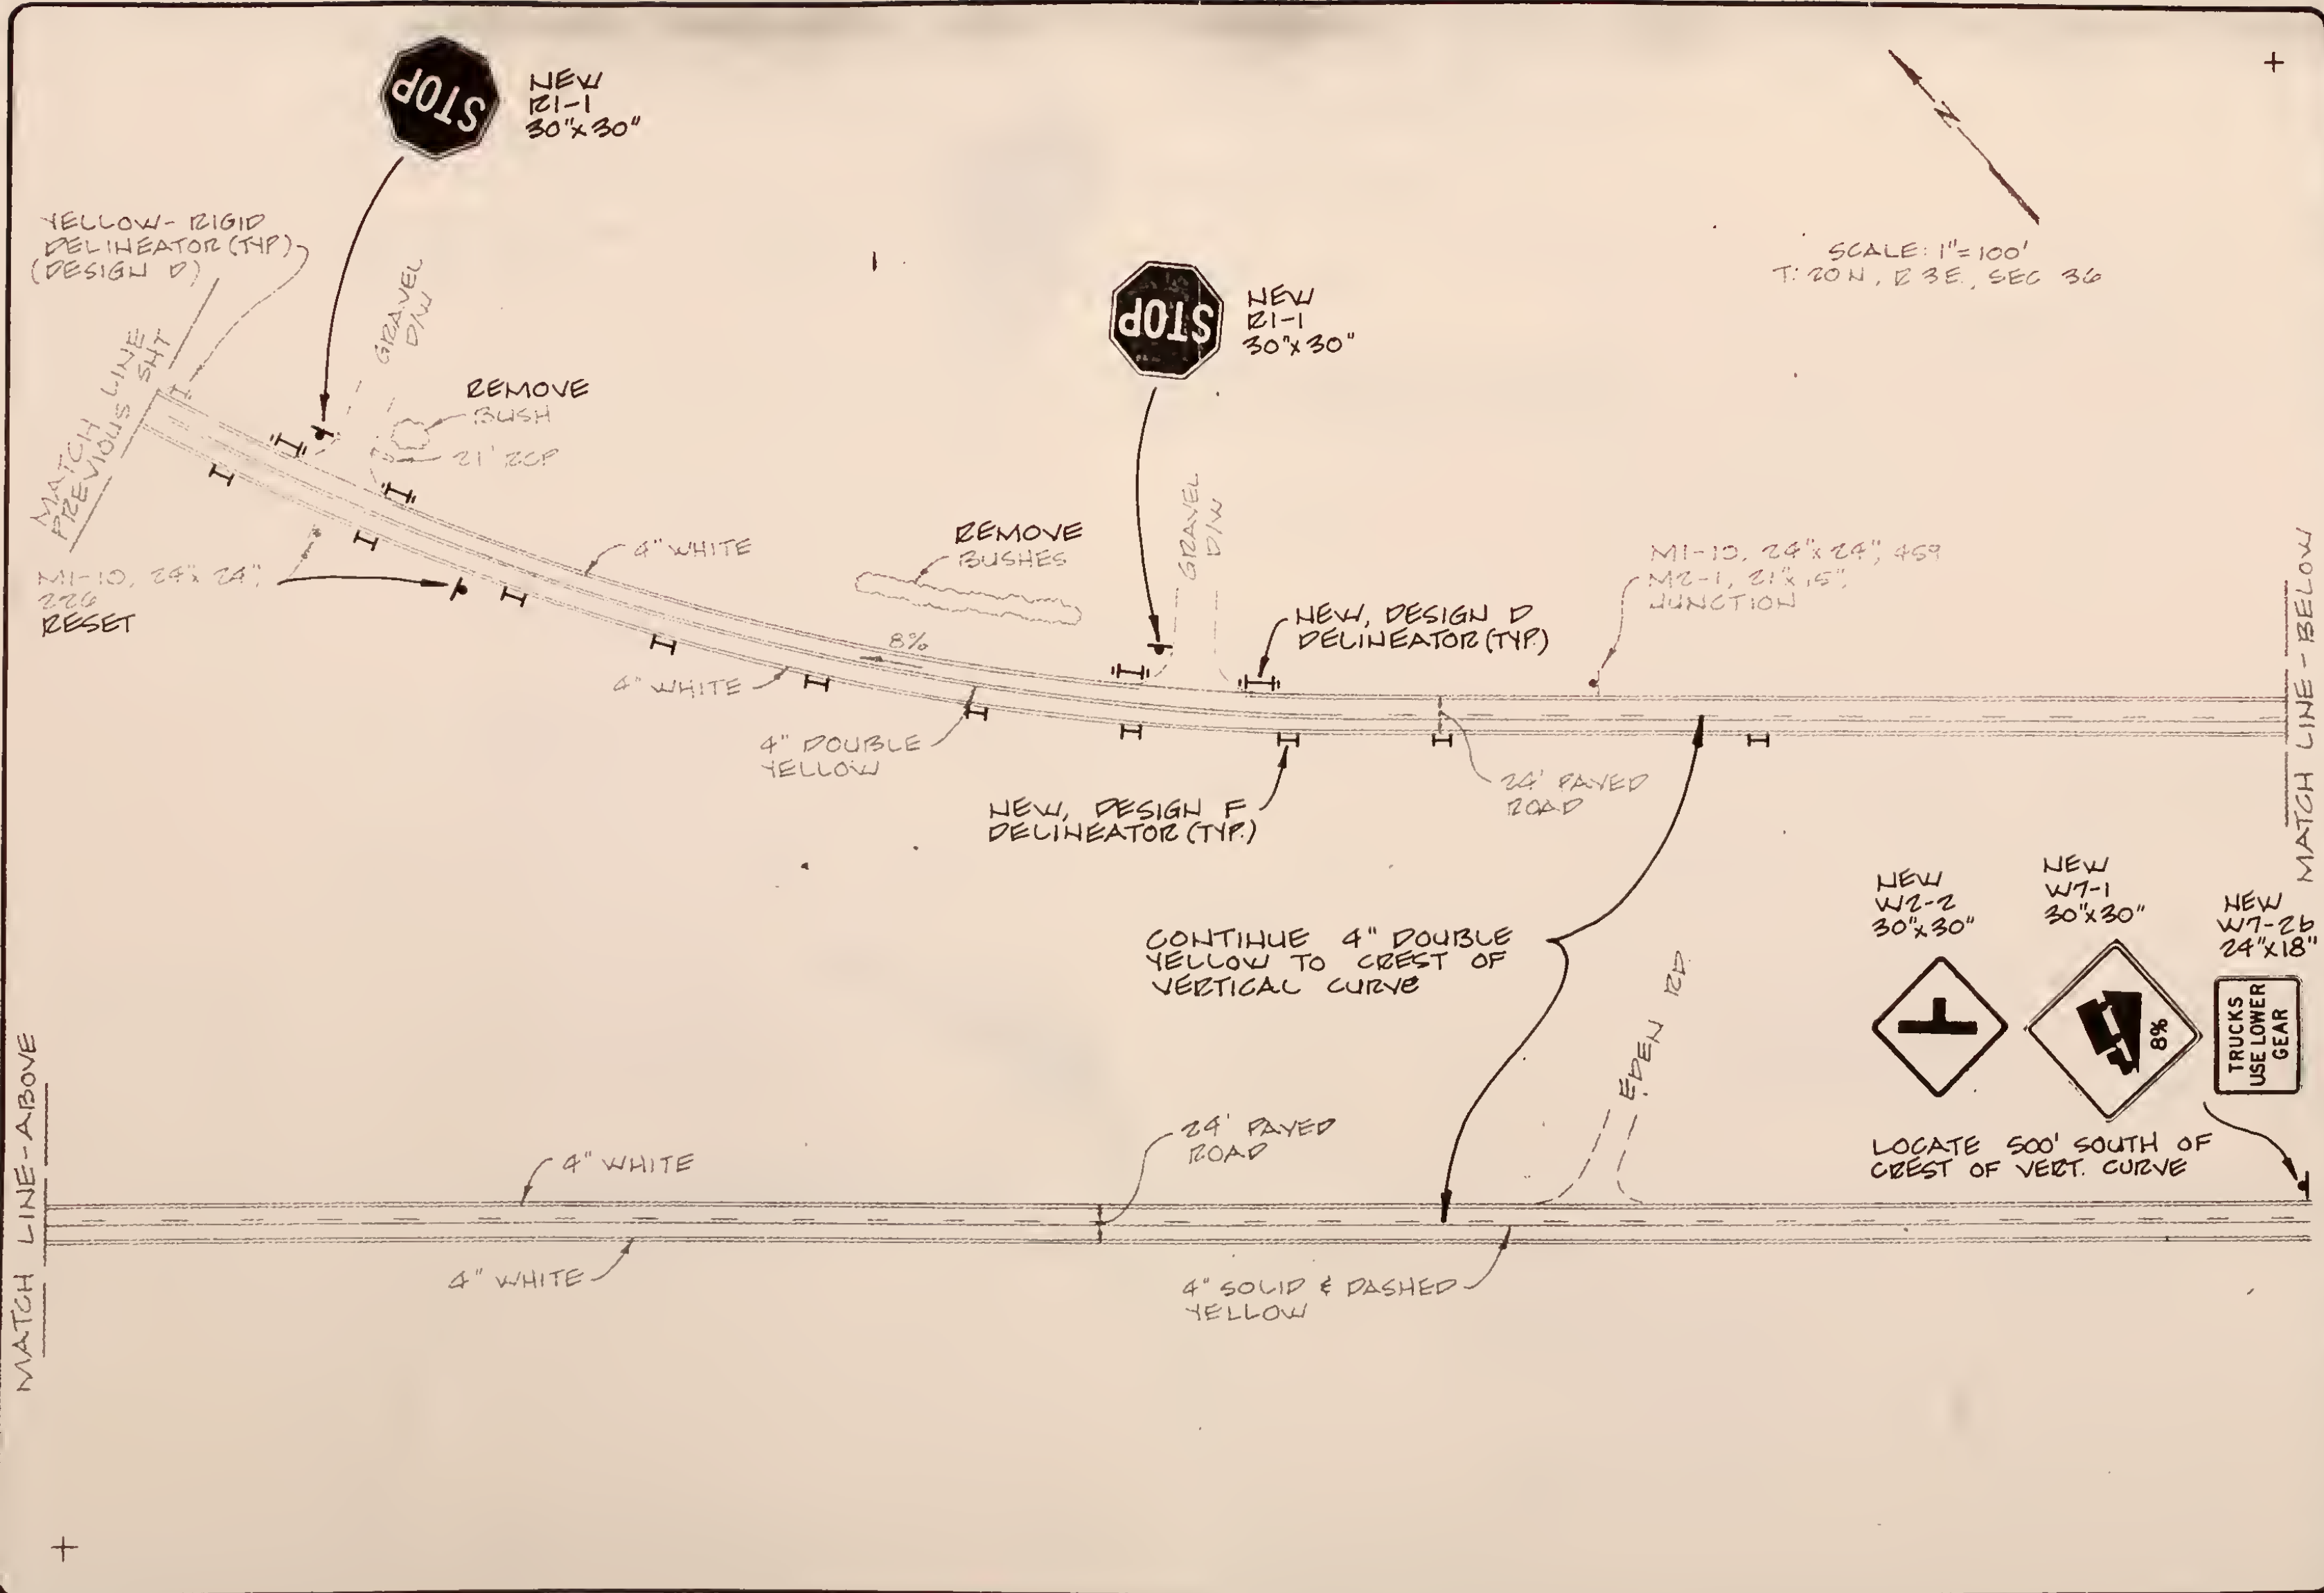 STOP
NEW
R1-1
30"x30"
N
YELLOW-RIGID
DELINEATOR (TYP.)
(DESIGN D)
SCALE: 1"=100'
T. 20 N., R 3E., SEC 36
GRAVEL
D/W
STOP
NEW
R1-1
30"x30"
MATCH LINE
PREVIOUS SHT
REMOVE
BUSH
21' RCP
4" WHITE
REMOVE
BUSHES
GRAVEL
D/W
M1-10, 24"x 24",
226
RESET
M1-10, 24"x 24", 459
M2-1, 21"x 15",
JUNCTION
NEW, DESIGN D
DELINEATOR (TYP.)
8%
4" WHITE
4" DOUBLE
YELLOW
24' PAVED
ROAD
NEW, DESIGN F
DELINEATOR (TYP.)
MATCH LINE-BELOW
CONTINUE 4" DOUBLE
YELLOW TO CREST OF
VERTICAL CURVE
NEW
W2-2
30"x30"
NEW
W7-1
30"x30"
NEW
W7-2b
24"x18"
8%
TRUCKS
USE LOWER
GEAR
EDEN RD.
LOCATE 500' SOUTH OF
CREST OF VERT. CURVE
MATCH LINE-ABOVE
4" WHITE
24' PAVED
ROAD
4" WHITE
4" SOLID & DASHED
YELLOW